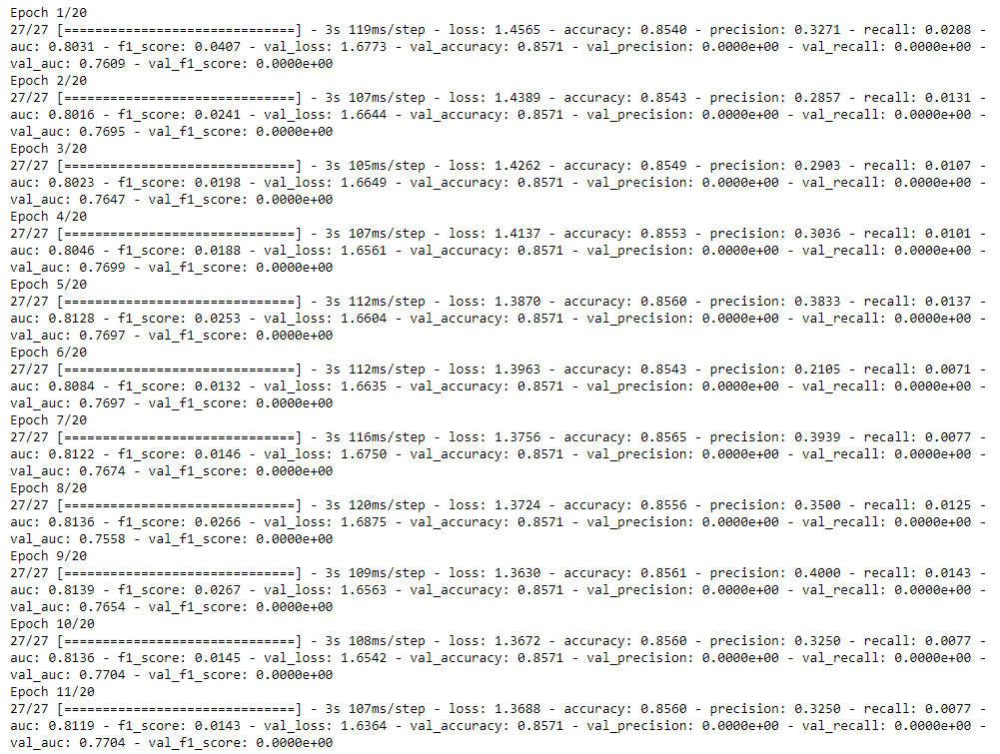 Epoch 1/20
27/27 [==============================] - 3s 119ms/step - loss: 1.4565 - accuracy: 0.8540 - precision: 0.3271 - recall: 0.0208 -
auc: 0.8031 - f1_score: 0.0407 - val_loss: 1.6773 - val_accuracy: 0.8571 - val_precision: 0.0000e+00 - val_recall: 0.0000e+00 -
val_auc: 0.7609 - val_f1_score: 0.0000e+00
Epoch 2/20
27/27 [==============================] - 3s 107ms/step - loss: 1.4389 - accuracy: 0.8543 - precision: 0.2857 - recall: 0.0131 -
auc: 0.8016 - f1_score: 0.0241 - val_loss: 1.6644 - val_accuracy: 0.8571 - val_precision: 0.0000e+00 - val_recall: 0.0000e+00 -
val_auc: 0.7695 - val_f1_score: 0.0000e+00
Epoch 3/20
27/27 [==============================] - 3s 105ms/step - loss: 1.4262 - accuracy: 0.8549 - precision: 0.2903 - recall: 0.0107 -
auc: 0.8023 - f1_score: 0.0198 - val_loss: 1.6649 - val_accuracy: 0.8571 - val_precision: 0.0000e+00 - val_recall: 0.0000e+00 -
val_auc: 0.7647 - val_f1_score: 0.0000e+00
Epoch 4/20
27/27 [==============================] - 3s 107ms/step - loss: 1.4137 - accuracy: 0.8553 - precision: 0.3036 - recall: 0.0101 -
auc: 0.8046 - f1_score: 0.0188 - val_loss: 1.6561 - val_accuracy: 0.8571 - val_precision: 0.0000e+00 - val_recall: 0.0000e+00 -
val_auc: 0.7699 - val_f1_score: 0.0000e+00
Epoch 5/20
27/27 [==============================] - 3s 112ms/step - loss: 1.3870 - accuracy: 0.8560 - precision: 0.3833 - recall: 0.0137 -
auc: 0.8128 - f1_score: 0.0253 - val_loss: 1.6604 - val_accuracy: 0.8571 - val_precision: 0.0000e+00 - val_recall: 0.0000e+00 -
val_auc: 0.7697 - val_f1_score: 0.0000e+00
Epoch 6/20
27/27 [==============================] - 3s 112ms/step - loss: 1.3963 - accuracy: 0.8543 - precision: 0.2105 - recall: 0.0071 -
auc: 0.8084 - f1_score: 0.0132 - val_loss: 1.6635 - val_accuracy: 0.8571 - val_precision: 0.0000e+00 - val_recall: 0.0000e+00 -
val_auc: 0.7697 - val_f1_score: 0.0000e+00
Epoch 7/20
27/27 [==============================] - 3s 116ms/step - loss: 1.3756 - accuracy: 0.8565 - precision: 0.3939 - recall: 0.0077 -
auc: 0.8122 - f1_score: 0.0146 - val_loss: 1.6750 - val_accuracy: 0.8571 - val_precision: 0.0000e+00 - val_recall: 0.0000e+00 -
val_auc: 0.7674 - val_f1_score: 0.0000e+00
Epoch 8/20
27/27 [==============================] - 3s 120ms/step - loss: 1.3724 - accuracy: 0.8556 - precision: 0.3500 - recall: 0.0125 -
auc: 0.8136 - f1_score: 0.0266 - val_loss: 1.6875 - val_accuracy: 0.8571 - val_precision: 0.0000e+00 - val_recall: 0.0000e+00 -
val_auc: 0.7558 - val_f1_score: 0.0000e+00
Epoch 9/20
27/27 [==============================] - 3s 109ms/step - loss: 1.3630 - accuracy: 0.8561 - precision: 0.4000 - recall: 0.0143 -
auc: 0.8139 - f1_score: 0.0267 - val_loss: 1.6563 - val_accuracy: 0.8571 - val_precision: 0.0000e+00 - val_recall: 0.0000e+00 -
val_auc: 0.7654 - val_f1_score: 0.0000e+00
Epoch 10/20
27/27 [==============================] - 3s 108ms/step - loss: 1.3672 - accuracy: 0.8560 - precision: 0.3250 - recall: 0.0077 -
auc: 0.8136 - f1_score: 0.0145 - val_loss: 1.6542 - val_accuracy: 0.8571 - val_precision: 0.0000e+00 - val_recall: 0.0000e+00 -
val_auc: 0.7704 - val_f1_score: 0.0000e+00
Epoch 11/20
27/27 [==============================] - 3s 107ms/step - loss: 1.3688 - accuracy: 0.8560 - precision: 0.3250 - recall: 0.0077 -
auc: 0.8119 - f1_score: 0.0143 - val_loss: 1.6364 - val_accuracy: 0.8571 - val_precision: 0.0000e+00 - val_recall: 0.0000e+00 -
val_auc: 0.7704 - val_f1_score: 0.0000e+00